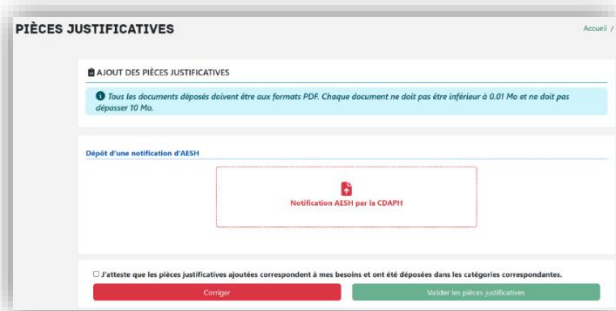 PIÈCES JUSTIFICATIVES
Accueil /
AJOUT DES PIÈCES JUSTIFICATIVES
Tous les documents déposés doivent être aux formats PDF. Chaque document ne doit pas être inférieur à 0.01 Mo et ne doit pas
dépasser 10 Mo.
Dépôt d'une notification d'AESH
Notification AESH par la CDAPH
J'atteste que les pièces justificatives ajoutées correspondent à mes besoins et ont été déposées dans les catégories correspondantes.
Corriger
Valider les pièces justificatives